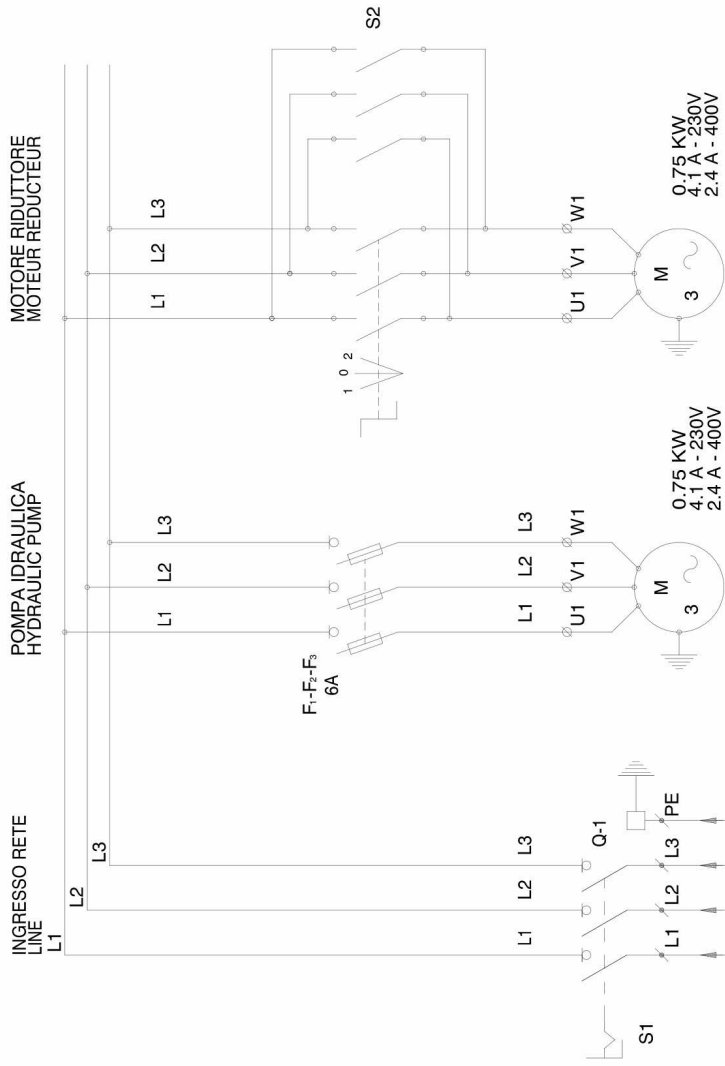 INGRESSO RETE
LINE
L1
L2
L3
L1
L2
L3
Q-1
S1
L1
L2
L3
PE
POMPA IDRAULICA
HYDRAULIC PUMP
L1
L2
L3
F1-F2-F3
6A
L1
L2
L3
U1
V1
W1
M
3
0.75 KW
4.1 A - 230V
2.4 A - 400V
MOTORE RIDUTTORE
MOTEUR REDUCTEUR
L1
L2
L3
S2
1 0 2
U1
V1
W1
M
3
0.75 KW
4.1 A - 230V
2.4 A - 400V